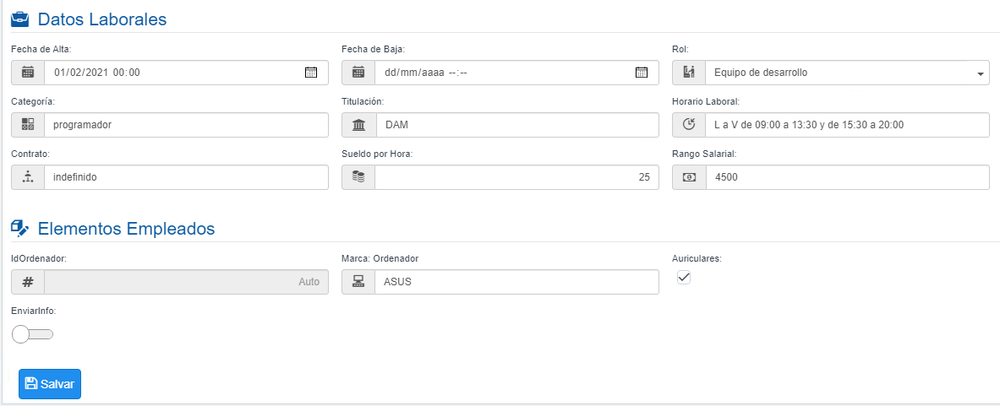 Datos Laborales
Fecha de Alta: Fecha de Baja: Rol:
01/02/2021 00:00 dd/mm/aaaa --:-- Equipo de desarrollo
Categoría: Titulación: Horario Laboral:
programador DAM L a V de 09:00 a 13:30 y de 15:30 a 20:00
Contrato: Sueldo por Hora: Rango Salarial:
indefinido 25 4500
Elementos Empleados
IdOrdenador: Marca: Ordenador Auriculares:
# Auto ASUS
EnviarInfo:
Salvar